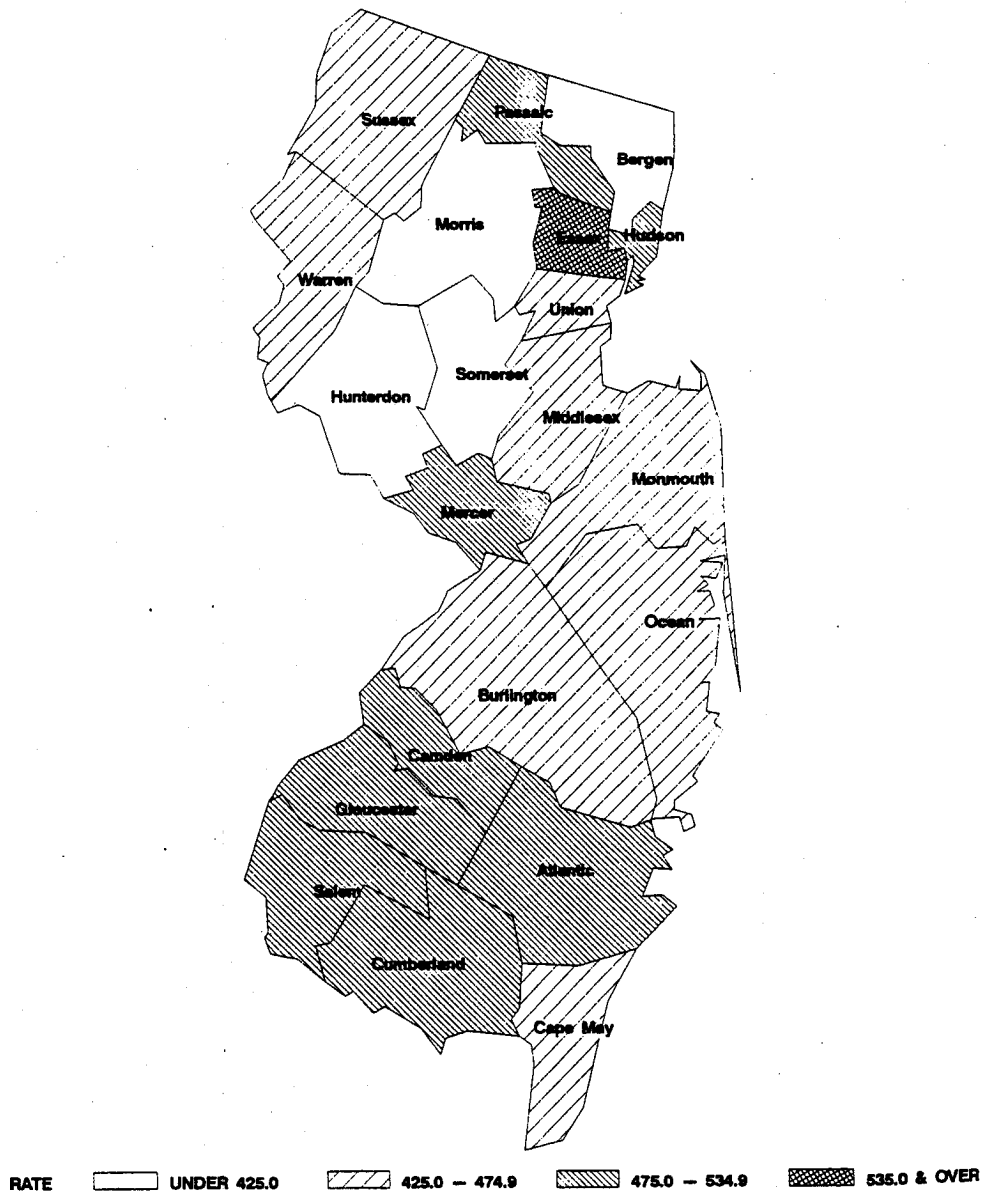 Sussex
Passaic
Bergen
Morris
Essex
Hudson
Warren
Union
Somerset
Hunterdon
Middlesex
Monmouth
Mercer
Ocean
Burlington
Camden
Gloucester
Atlantic
Salem
Cumberland
Cape May
RATE UNDER 425.0 425.0 — 474.9 475.0 — 534.9 535.0 & OVER